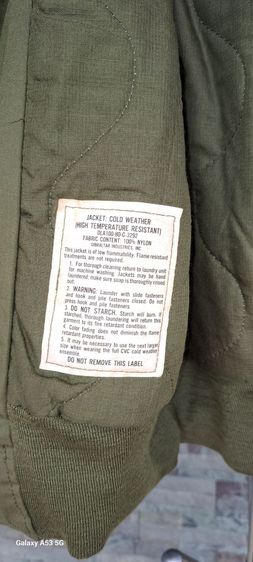 JACKET: COLD WEATHER
(HIGH TEMPERATURE RESISTANT)
DLA100-80-C-3292
FABRIC CONTENT: 100% NYLON
GIBRALTAR INDUSTRIES, INC
This jacket is of low flammability. Flame resistant
treatments are not required.
1. For thorough cleaning return to laundry unit
for machine washing. Jackets may be hand
laundered; make sure soap is thoroughly rinsed
out.
2. WARNING: Launder with slide fasteners
and hook and pile fasteners closed. Do not
press hook and pile fasteners.
3. DO NOT STARCH. Starch will burn. If
starched, thorough laundering will return this
garment to its fire retardant condition.
4. Color fading does not diminish the flame
retardant properties.
5. It may be necessary to use the next larger
size when wearing the full CVC cold weather
ensemble.
DO NOT REMOVE THIS LABEL
Galaxy A53 5G